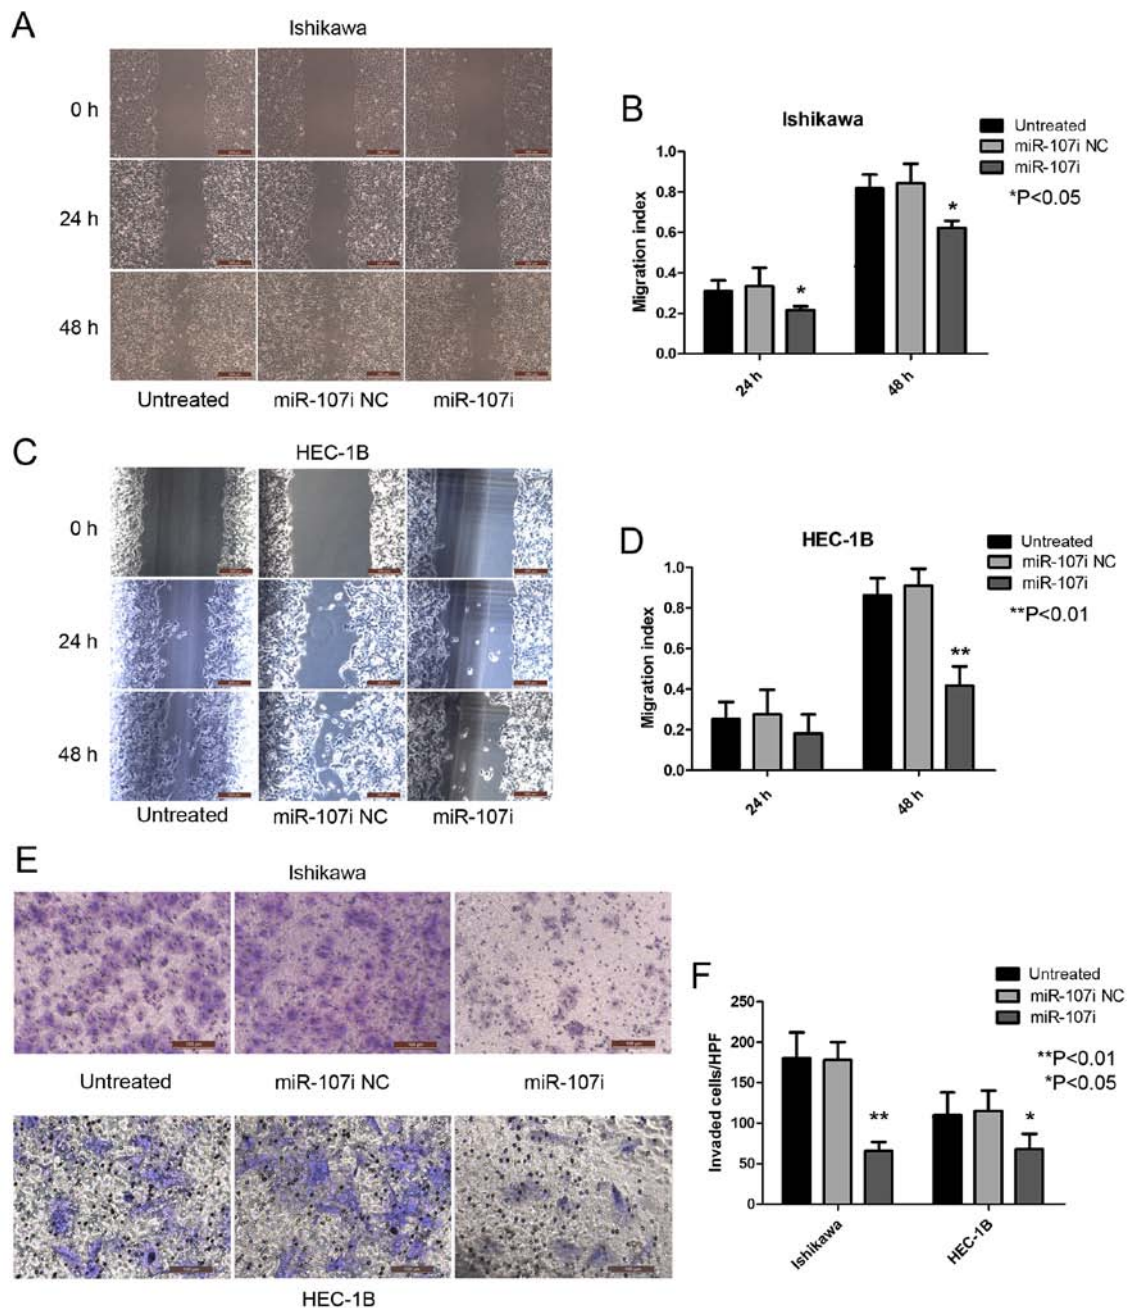 A
Ishikawa
0 h
24 h
48 h
Untreated miR-107i NC miR-107i
B
Ishikawa
Untreated
miR-107i NC
miR-107i
*P<0.05
Migration index
1.0
0.8
0.6
0.4
0.2
0.0
*
*
24 h
48 h
C
HEC-1B
0 h
24 h
48 h
Untreated miR-107i NC miR-107i
D
HEC-1B
Untreated
miR-107i NC
miR-107i
**P<0.01
Migration index
1.0
0.8
0.6
0.4
0.2
0.0
**
24 h
48 h
E
Ishikawa
Untreated miR-107i NC miR-107i
HEC-1B
F
Untreated
miR-107i NC
miR-107i
**P<0.01
*P<0.05
Invaded cells/HPF
250
200
150
100
50
0
**
*
Ishikawa
HEC-1B